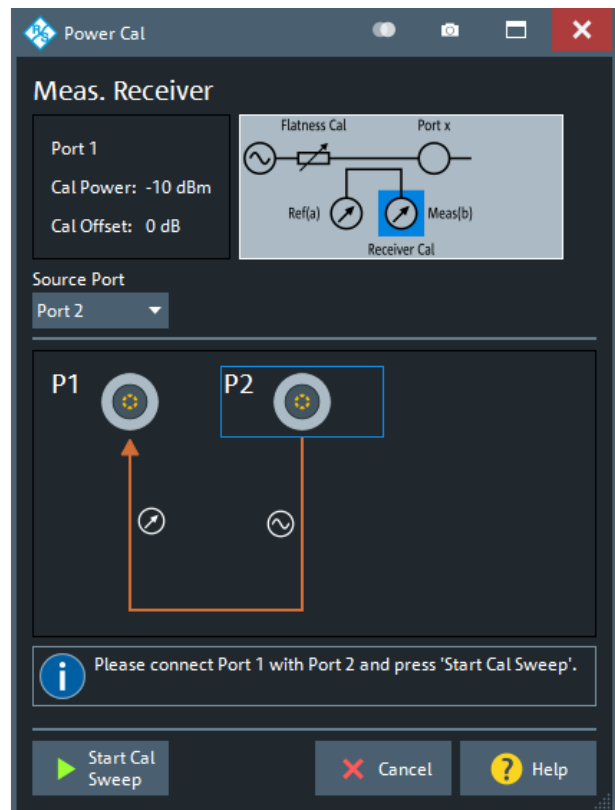 R&S Power Cal
Meas. Receiver
Port 1
Cal Power: -10 dBm
Cal Offset: 0 dB
Flatness Cal
Port x
Ref(a)
Meas(b)
Receiver Cal
Source Port
Port 2
P1
P2
i
Please connect Port 1 with Port 2 and press 'Start Cal Sweep'.
Start Cal
Sweep
Cancel
? Help